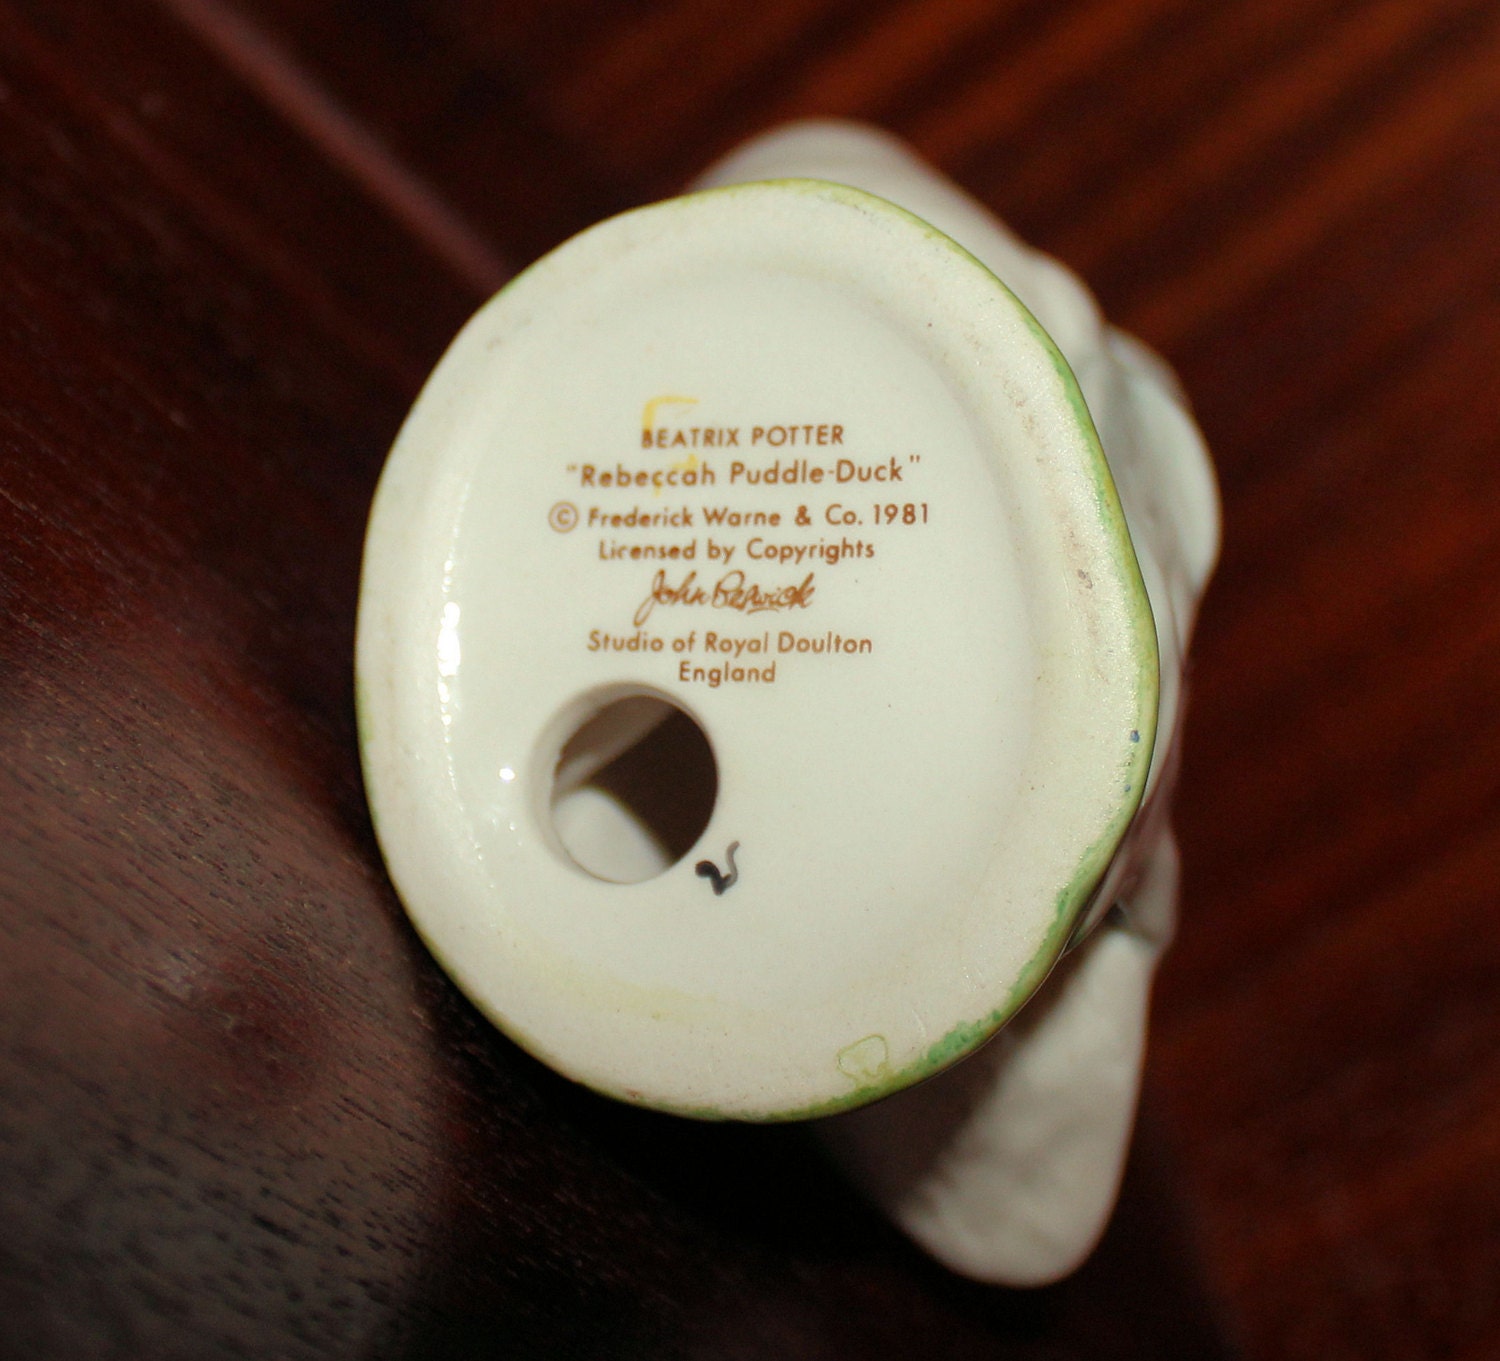 BEATRIX POTTER
"Rebeccah Puddle-Duck"
© Frederick Warne & Co. 1981
Licensed by Copyrights
John Beswick
Studio of Royal Doulton
England